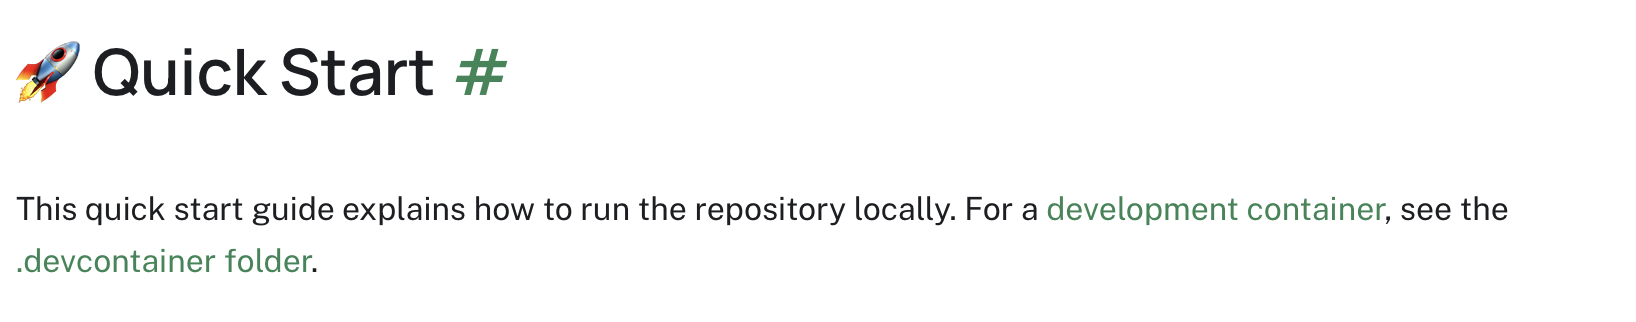 🚀 Quick Start #
This quick start guide explains how to run the repository locally. For a development container, see the
.devcontainer folder.